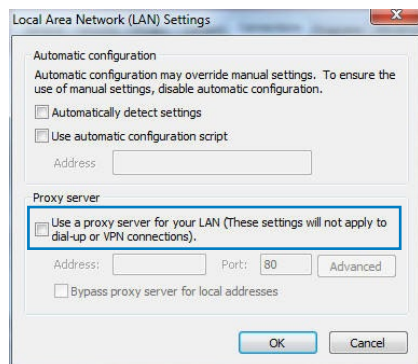 Local Area Network (LAN) Settings
Automatic configuration
Automatic configuration may override manual settings. To ensure the
use of manual settings, disable automatic configuration.
Automatically detect settings
Use automatic configuration script
Address
Proxy server
Use a proxy server for your LAN (These settings will not apply to
dial-up or VPN connections).
Address: Port: 80 Advanced
Bypass proxy server for local addresses
OK Cancel